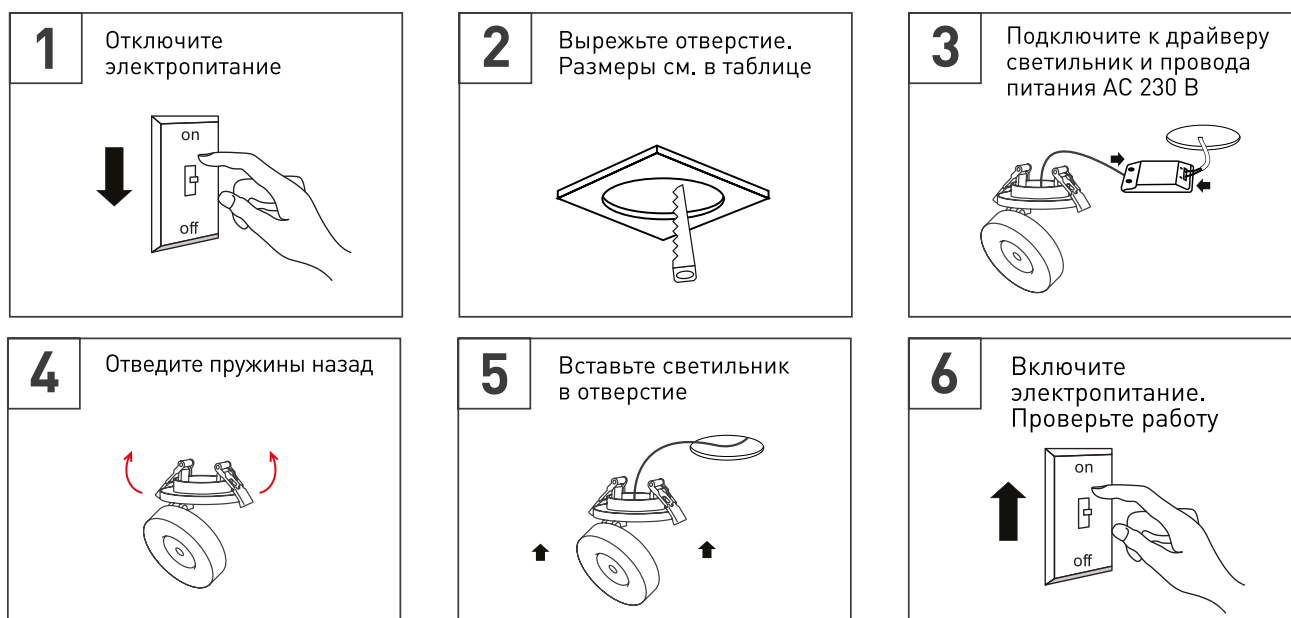 1
Отключите
электропитание
on
off
2
Вырежьте отверстие.
Размеры см. в таблице
3
Подключите к драйверу
светильник и провода
питания AC 230 В
4
Отведите пружины назад
5
Вставьте светильник
в отверстие
6
Включите
электропитание.
Проверьте работу
on
off